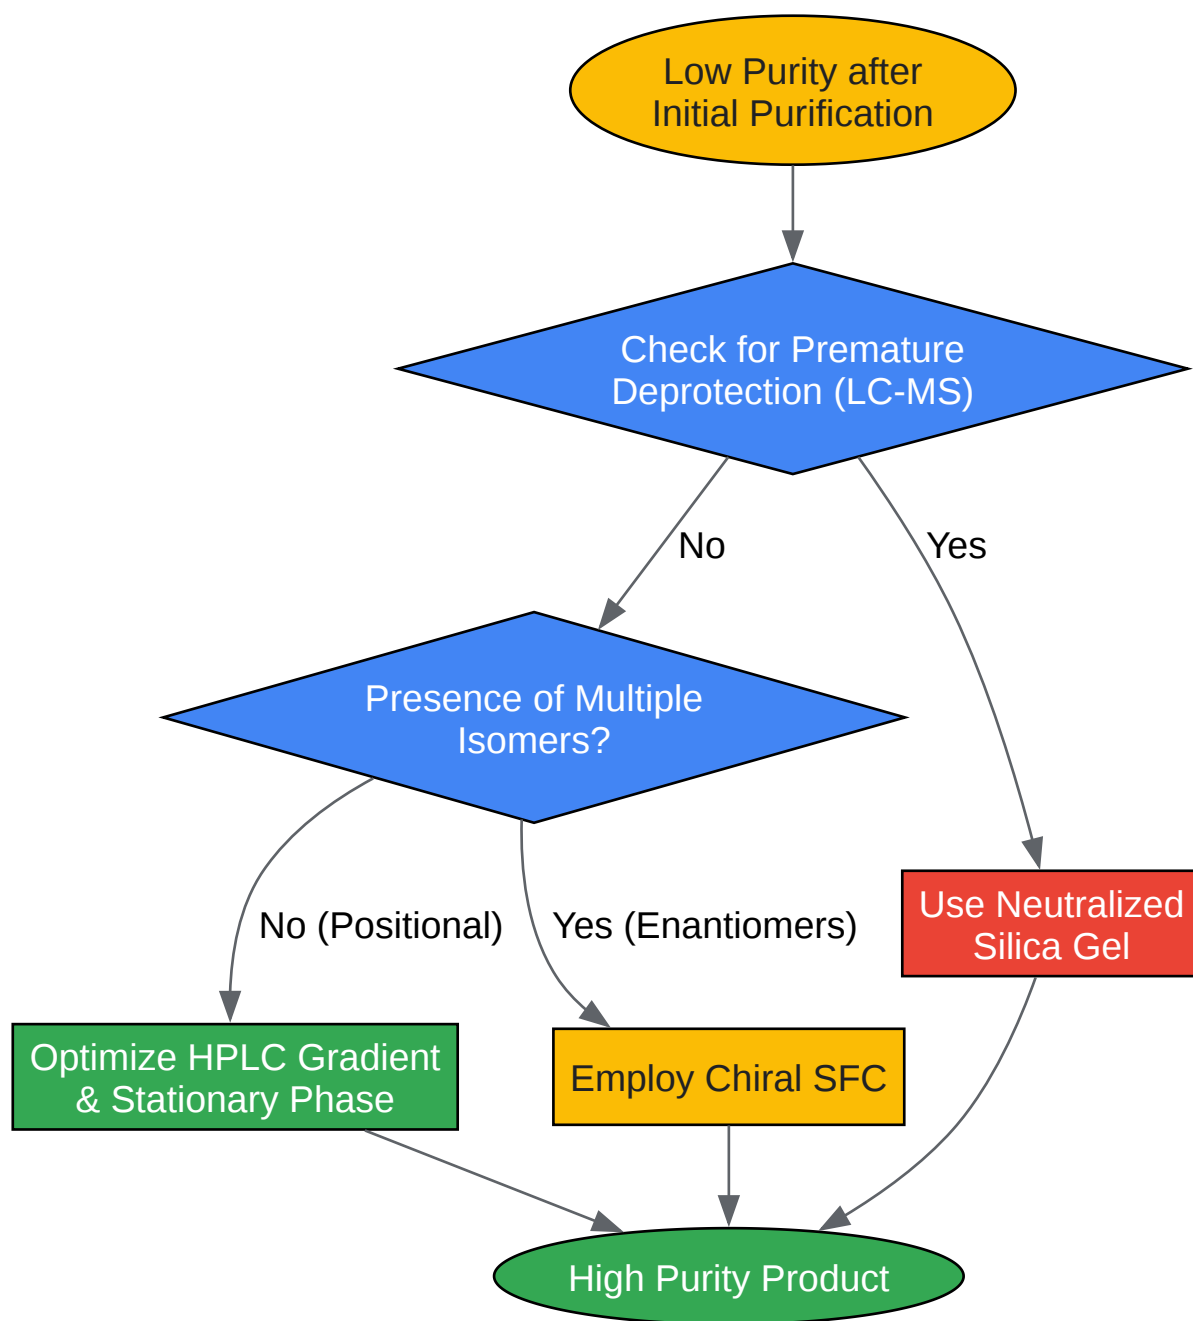 Low Purity after
Initial Purification
Check for Premature
Deprotection (LC-MS)
No
Yes
Presence of Multiple
Isomers?
No (Positional)
Yes (Enantiomers)
Use Neutralized
Silica Gel
Optimize HPLC Gradient
& Stationary Phase
Employ Chiral SFC
High Purity Product